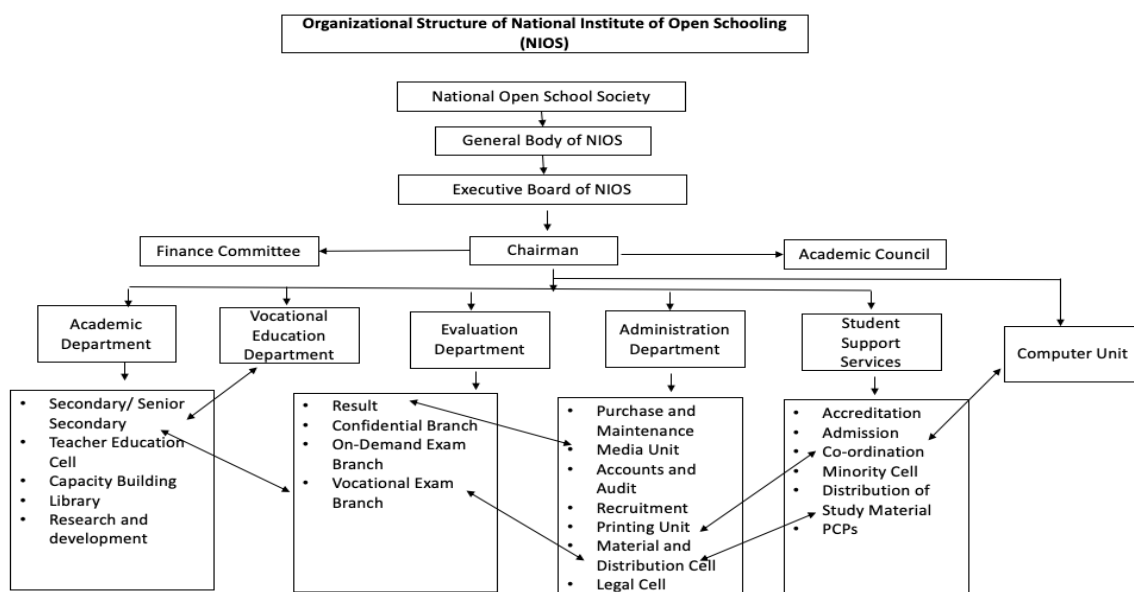 Organizational Structure of National Institute of Open Schooling
(NIOS)
National Open School Society
General Body of NIOS
Executive Board of NIOS
Finance Committee
Chairman
Academic Council
Academic
Department
Vocational
Education
Department
Evaluation
Department
Administration
Department
Student
Support
Services
Computer Unit
• Secondary/ Senior
Secondary
• Teacher Education
Cell
• Capacity Building
• Library
• Research and
development
• Result
• Confidential Branch
• On-Demand Exam
Branch
• Vocational Exam
Branch
• Purchase and
Maintenance
• Media Unit
• Accounts and
Audit
• Recruitment
• Printing Unit
• Material and
Distribution Cell
• Legal Cell
• Accreditation
• Admission
• Co-ordination
• Minority Cell
• Distribution of
Study Material
• PCPs